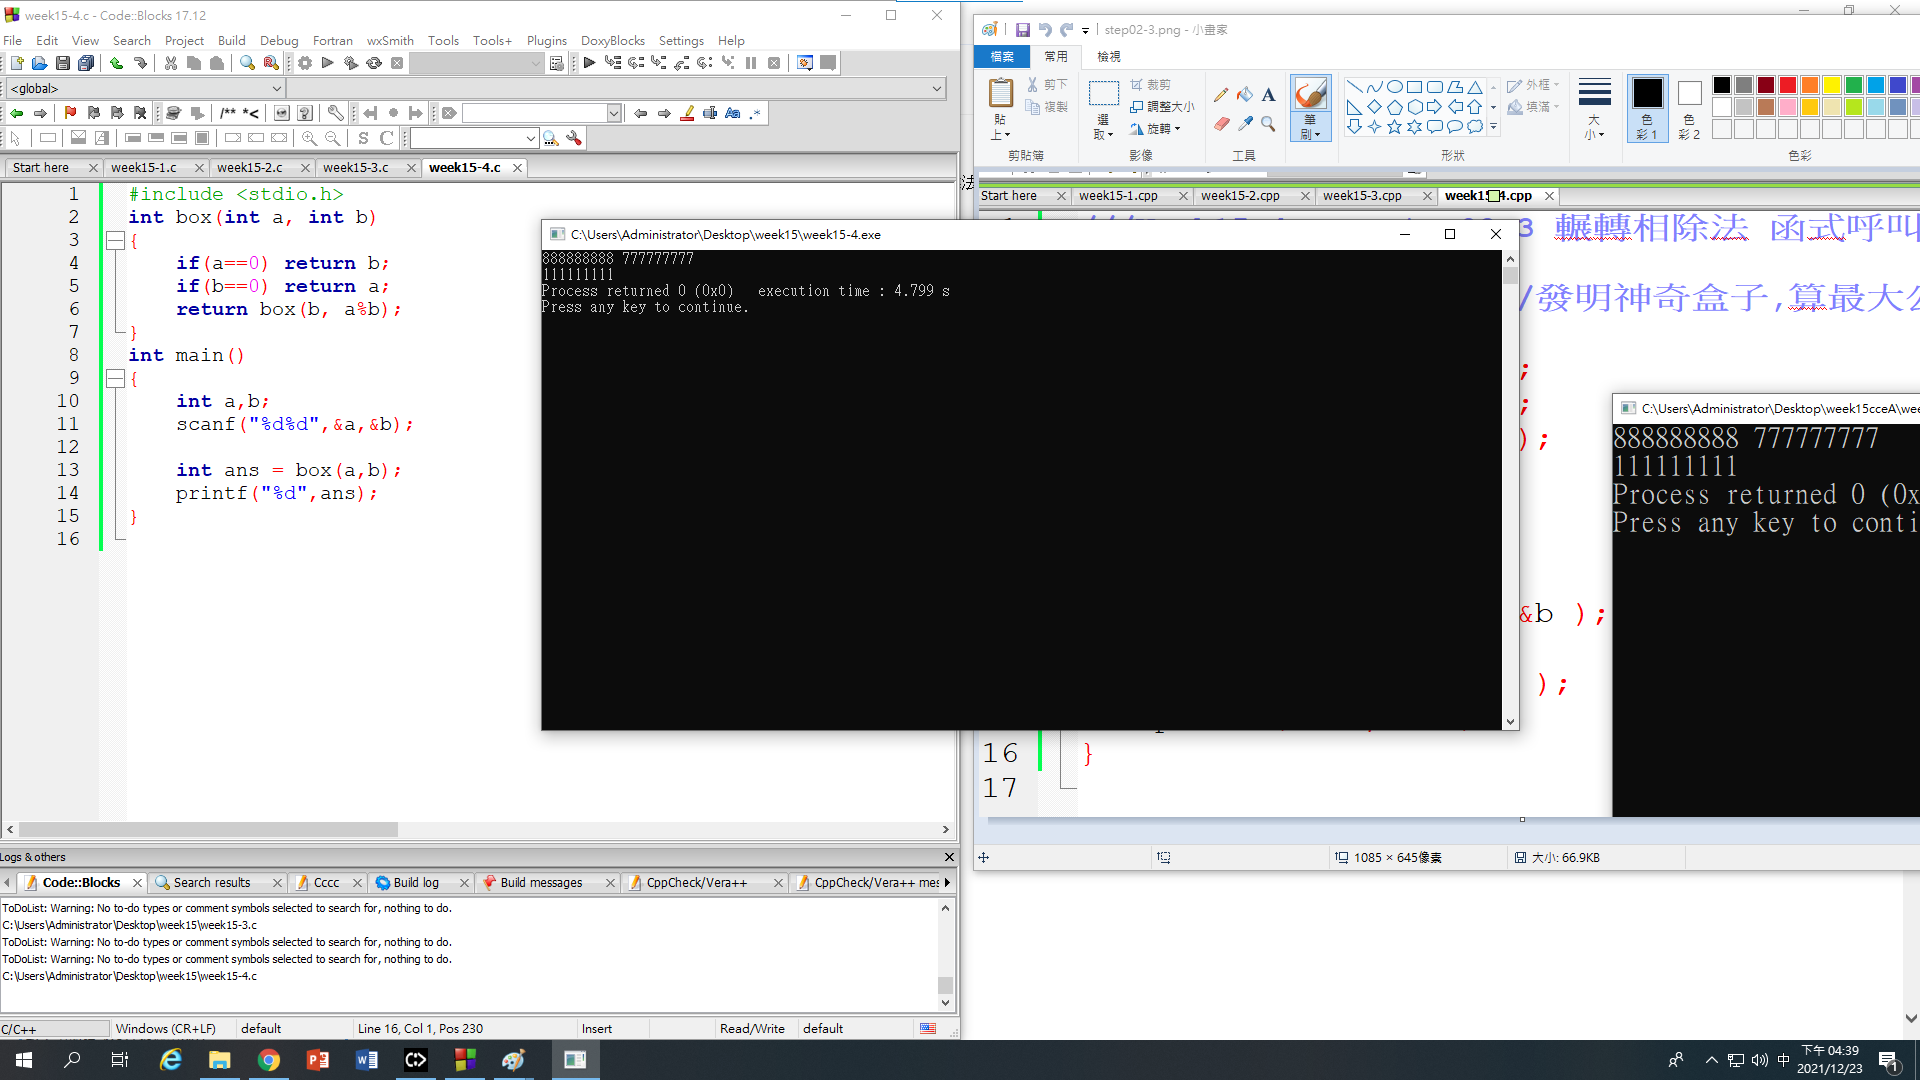 week15-4.c - Code::Blocks 17.12
File Edit View Search Project Build Debug Fortran wxSmith Tools Tools+ Plugins DoxyBlocks Settings Help
<global>
/** *<
S C
Start here week15-1.c week15-2.c week15-3.c week15-4.c
1 #include <stdio.h>
2 int box(int a, int b)
3 {
4 if(a==0) return b;
5 if(b==0) return a;
6 return box(b, a%b);
7 }
8 int main()
9 {
10 int a,b;
11 scanf("%d%d",&a,&b);
12
13 int ans = box(a,b);
14 printf("%d",ans);
15 }
16
Logs & others
Code::Blocks Search results Cccc Build log Build messages CppCheck/Vera++ CppCheck/Vera++ mes
ToDoList: Warning: No to-do types or comment symbols selected to search for, nothing to do.
C:\Users\Administrator\Desktop\week15\week15-3.c
ToDoList: Warning: No to-do types or comment symbols selected to search for, nothing to do.
ToDoList: Warning: No to-do types or comment symbols selected to search for, nothing to do.
C:\Users\Administrator\Desktop\week15\week15-4.c
C/C++ Windows (CR+LF) default Line 16, Col 1, Pos 230 Insert Read/Write default
C:\Users\Administrator\Desktop\week15\week15-4.exe
888888888 777777777
111111111
Process returned 0 (0x0) execution time : 4.799 s
Press any key to continue.
step02-3.png - 小畫家
檔案 常用 檢視
貼上 剪下 複製
選取 裁剪 調整大小 旋轉
筆刷
外框 填滿
大小
色彩 1 色彩 2
剪貼簿 影像 工具 形狀 色彩
法
Start here week15-1.cpp week15-2.cpp week15-3.cpp
3 輾轉相除法 函式呼叫
/發明神奇盒子,算最大公
;
;
);
&b );
);
16 }
17
C:\Users\Administrator\Desktop\week15cceA\wee
888888888 777777777
111111111
Process returned 0 (0x
Press any key to conti
1085 × 645像素 大小: 66.9KB
中
下午 04:39
2021/12/23
1